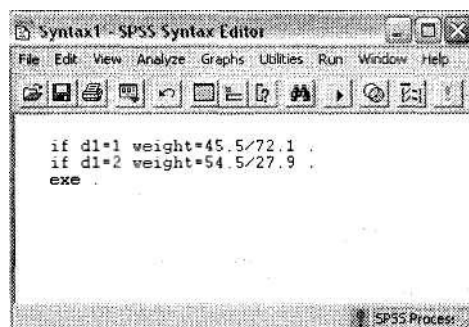 Syntax1 - SPSS Syntax Editor
File Edit View Analyze Graphs Utilities Run Window Help
if d1=1 weight=45.5/72.1 .
if d1=2 weight=54.5/27.9 .
exe .
SPSS Process